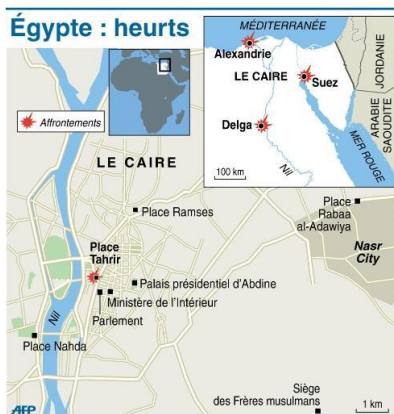 Égypte : heurts
Affrontements
MÉDITERRANÉE
Alexandrie
LE CAIRE
Suez
Delga
Nil
MER ROUGE
JORDANIE
ARABIE
SAOUDITE
100 km
LE CAIRE
Place Ramses
Place
Rabaa
al-Adawiya
Nasr
City
Place
Tahrir
Palais présidentiel d'Abdine
Ministère de l'Intérieur
Parlement
Nil
Place Nahda
Siège
des Frères musulmans
1 km
AFP